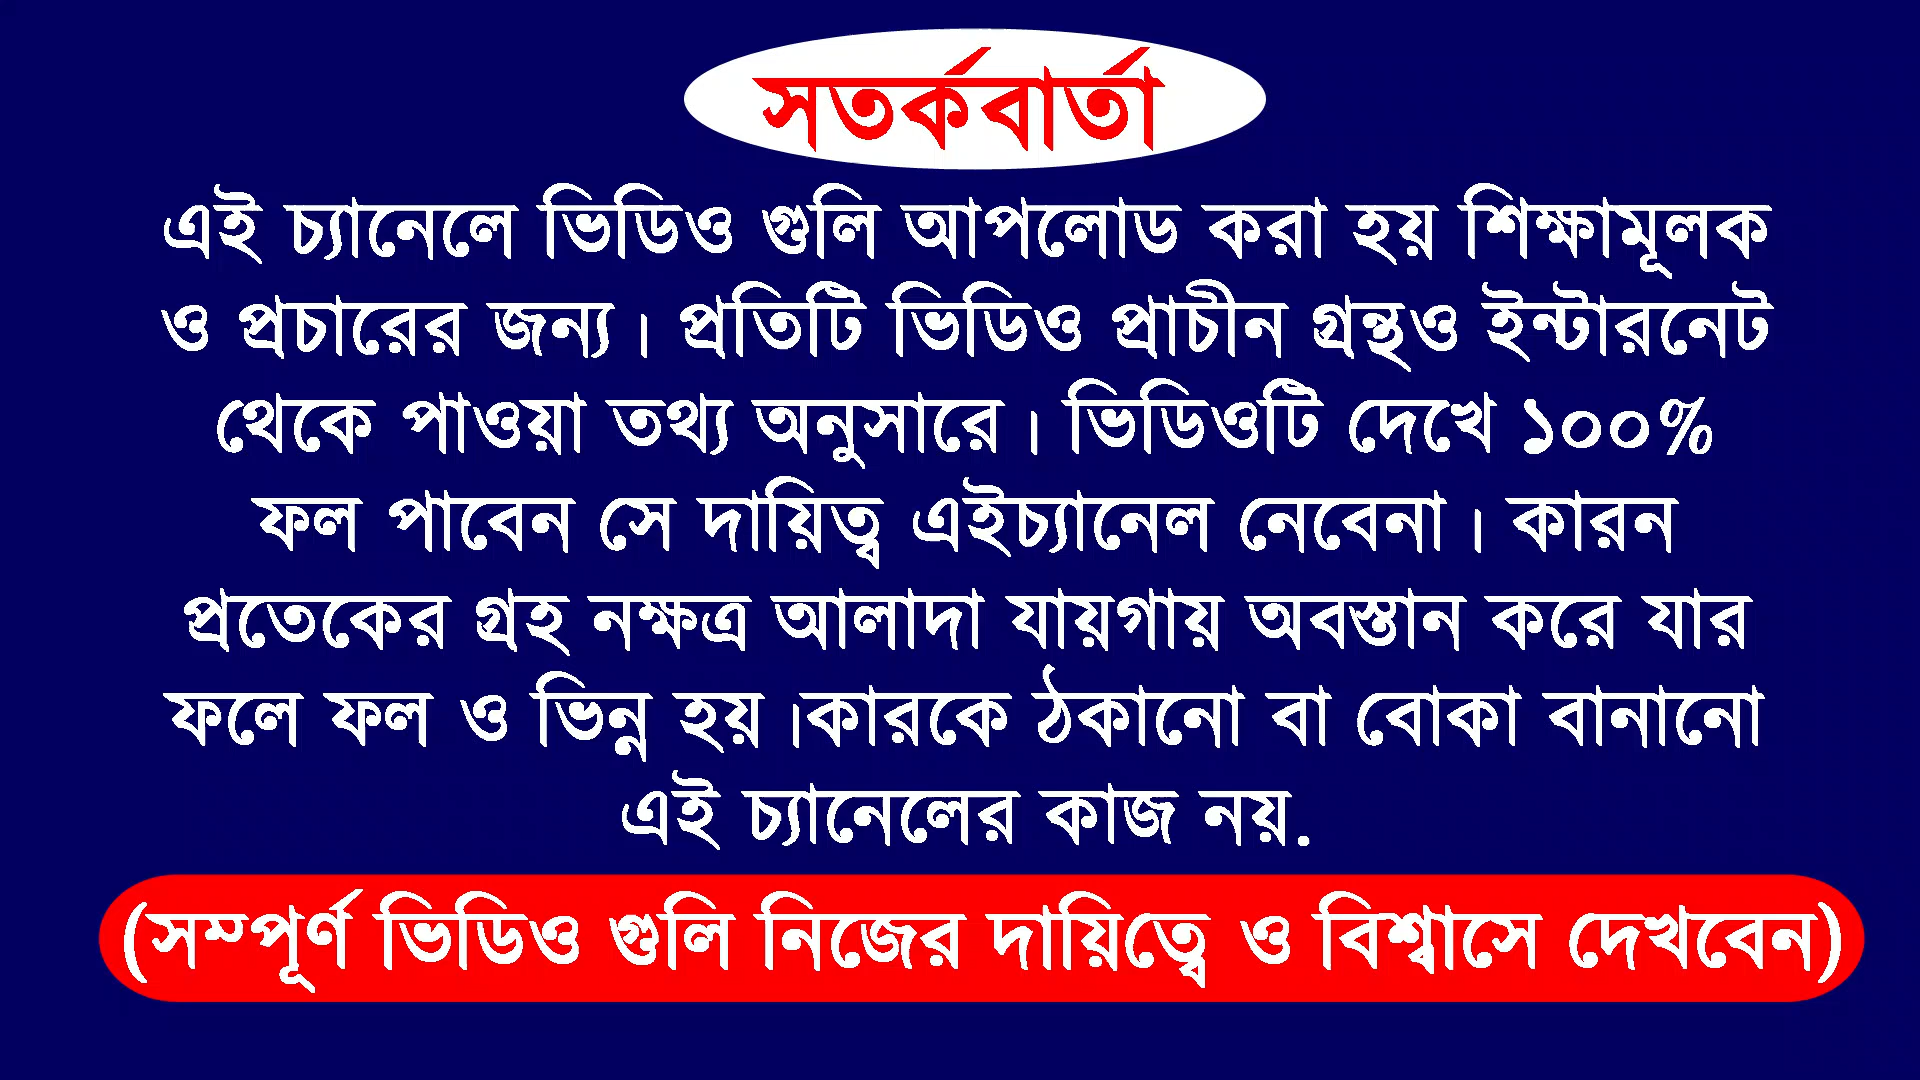 সতর্কবার্তা
এই চ্যানেলে ভিডিও গুলি আপলোড করা হয় শিক্ষামূলক
ও প্রচারের জন্য। প্রতিটি ভিডিও প্রাচীন গ্রন্থও ইন্টারনেট
থেকে পাওয়া তথ্য অনুসারে। ভিডিওটি দেখে ১০০%
ফল পাবেন সে দায়িত্ব এইচ্যানেল নেবেনা। কারন
প্রতেকের গ্রহ নক্ষত্র আলাদা যায়গায় অবস্তান করে যার
ফলে ফল ও ভিন্ন হয়।কারকে ঠকানো বা বোকা বানানো
এই চ্যানেলের কাজ নয়.
(সম্পূর্ণ ভিডিও গুলি নিজের দায়িত্বে ও বিশ্বাসে দেখবেন)